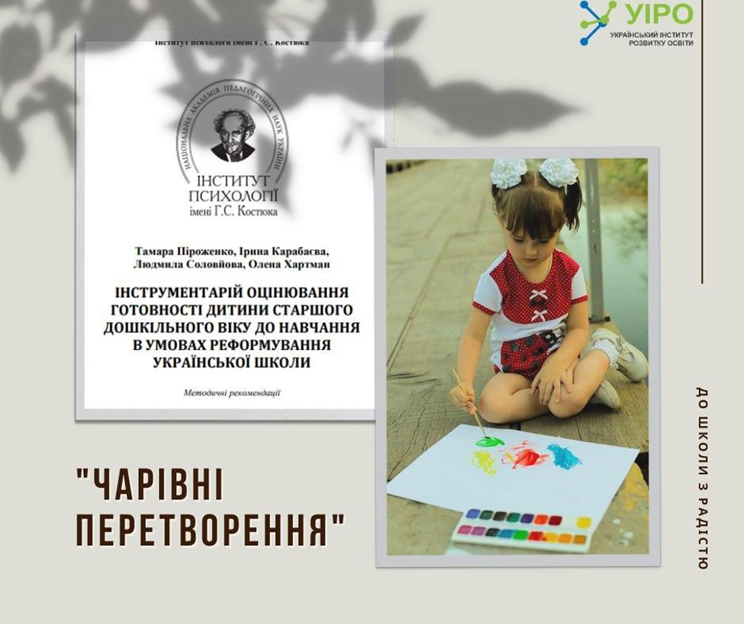 УІРО
УКРАЇНСЬКИЙ ІНСТИТУТ
РОЗВИТКУ ОСВІТИ
Інститут психології імені Г. С. Костюка
НАЦІОНАЛЬНА АКАДЕМІЯ ПЕДАГОГІЧНИХ НАУК УКРАЇНИ
ІНСТИТУТ
ПСИХОЛОГІЇ
імені Г.С. Костюка
Тамара Піроженко, Ірина Карабаєва,
Людмила Соловйова, Олена Хартман
ІНСТРУМЕНТАРІЙ ОЦІНЮВАННЯ
ГОТОВНОСТІ ДИТИНИ СТАРШОГО
ДОШКІЛЬНОГО ВІКУ ДО НАВЧАННЯ
В УМОВАХ РЕФОРМУВАННЯ
УКРАЇНСЬКОЇ ШКОЛИ
Методичні рекомендації
"ЧАРІВНІ
ПЕРЕТВОРЕННЯ"
ДО ШКОЛИ З РАДІСТЮ